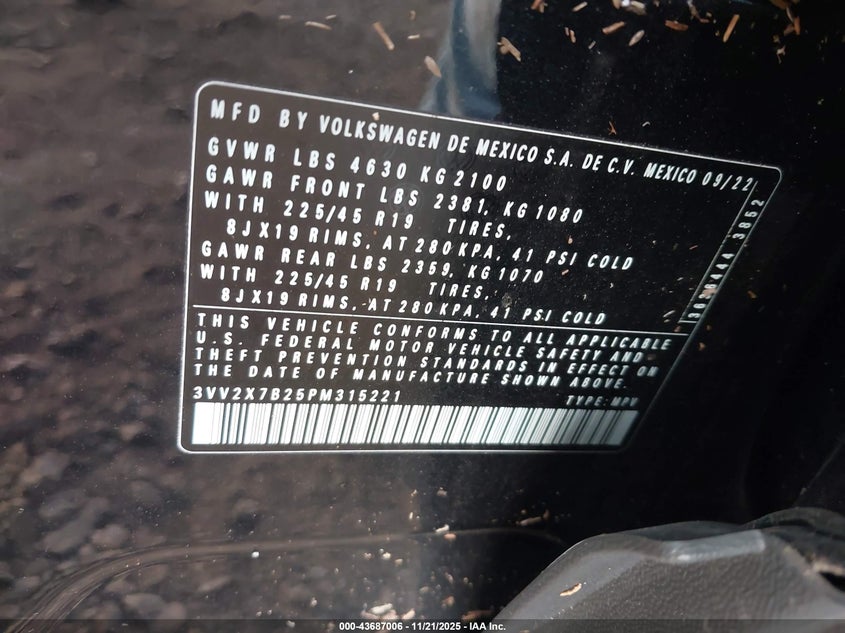 MFD BY VOLKSWAGEN DE MEXICO S.A. DE C.V. MEXICO 09/22
GVWR LBS 4630 KG 2100
GAWR FRONT LBS 2381, KG 1080
WITH 225/45 R19 TIRES,
8JX19 RIMS, AT 280 KPA, 41 PSI COLD
GAWR REAR LBS 2359, KG 1070
WITH 225/45 R19 TIRES,
8JX19 RIMS, AT 280 KPA, 41 PSI COLD
THIS VEHICLE CONFORMS TO ALL APPLICABLE
U.S. FEDERAL MOTOR VEHICLE SAFETY AND
THEFT PREVENTION STANDARDS IN EFFECT ON
THE DATE OF MANUFACTURE SHOWN ABOVE.
3VV2X7B25PM315221 TYPE: MPV
3852
000-43687006 - 11/21/2025 - IAA Inc.